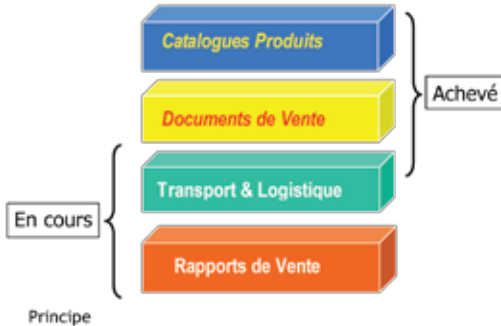 Catalogues Produits
Achevé
Documents de Vente
Transport & Logistique
En cours
Rapports de Vente
Principe